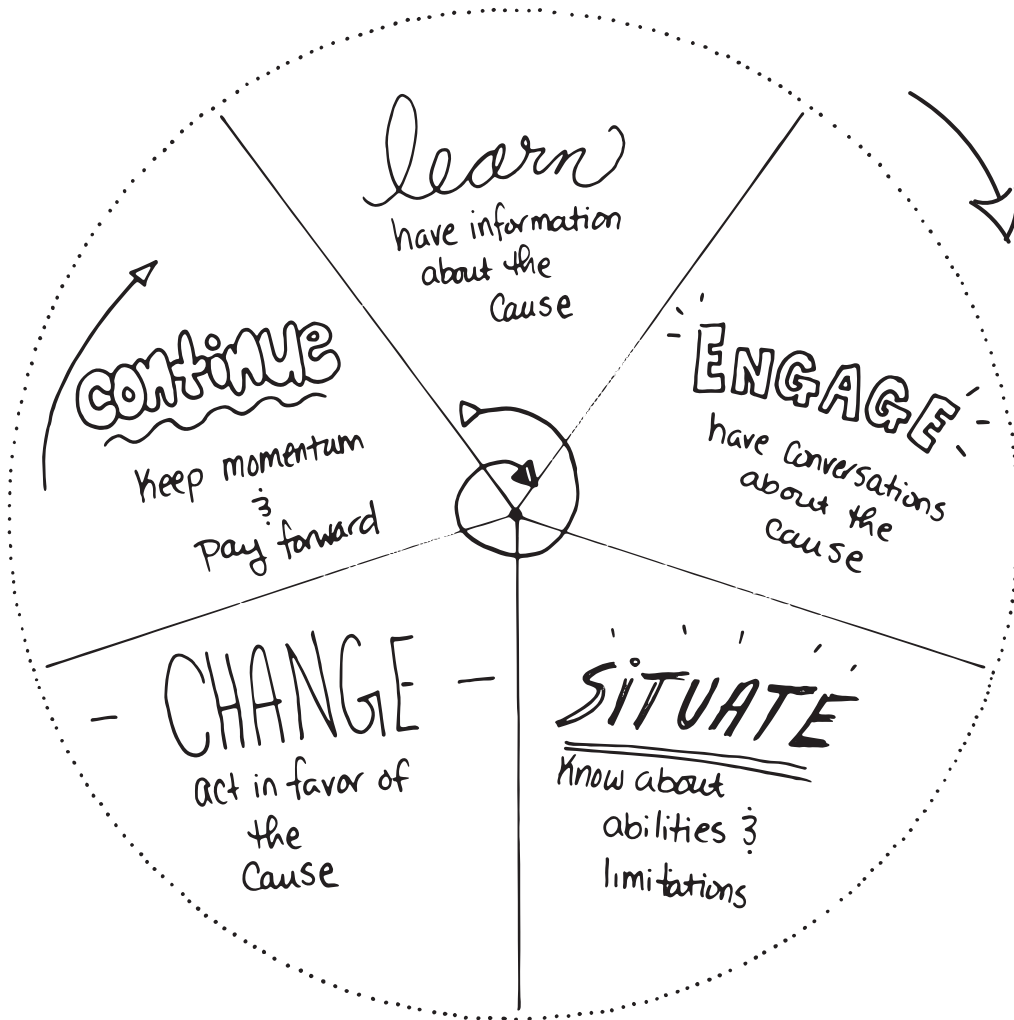 learn
have information
about the
Cause
ENGAGE
have conversations
about the
cause
SiTUATE
Know about
abilities &
limitations
CHANGE
act in favor of
the
Cause
continue
Keep momentum
&
Pay forward